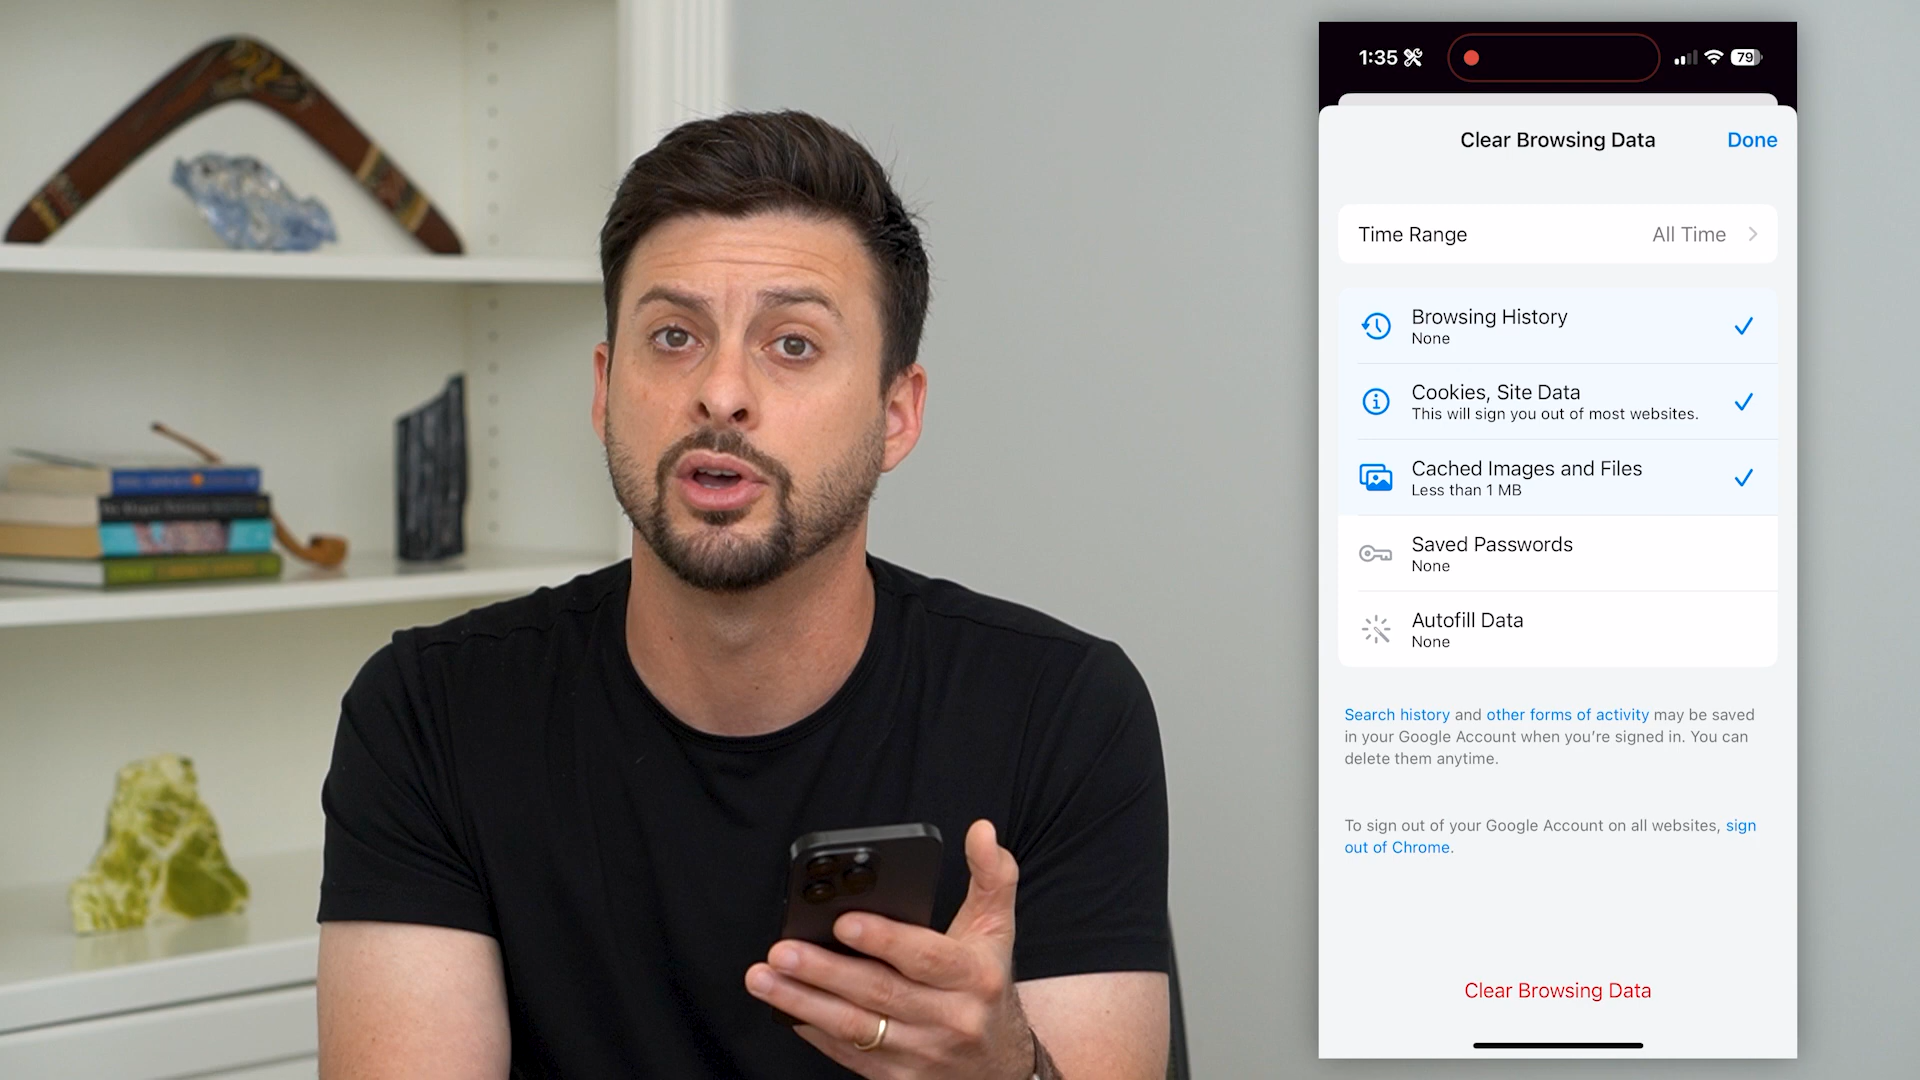 1:35
79
Clear Browsing Data
Done
Time Range
All Time
Browsing History
None
Cookies, Site Data
This will sign you out of most websites.
Cached Images and Files
Less than 1 MB
Saved Passwords
None
Autofill Data
None
Search history and other forms of activity may be saved
in your Google Account when you're signed in. You can
delete them anytime.
To sign out of your Google Account on all websites, sign
out of Chrome.
Clear Browsing Data